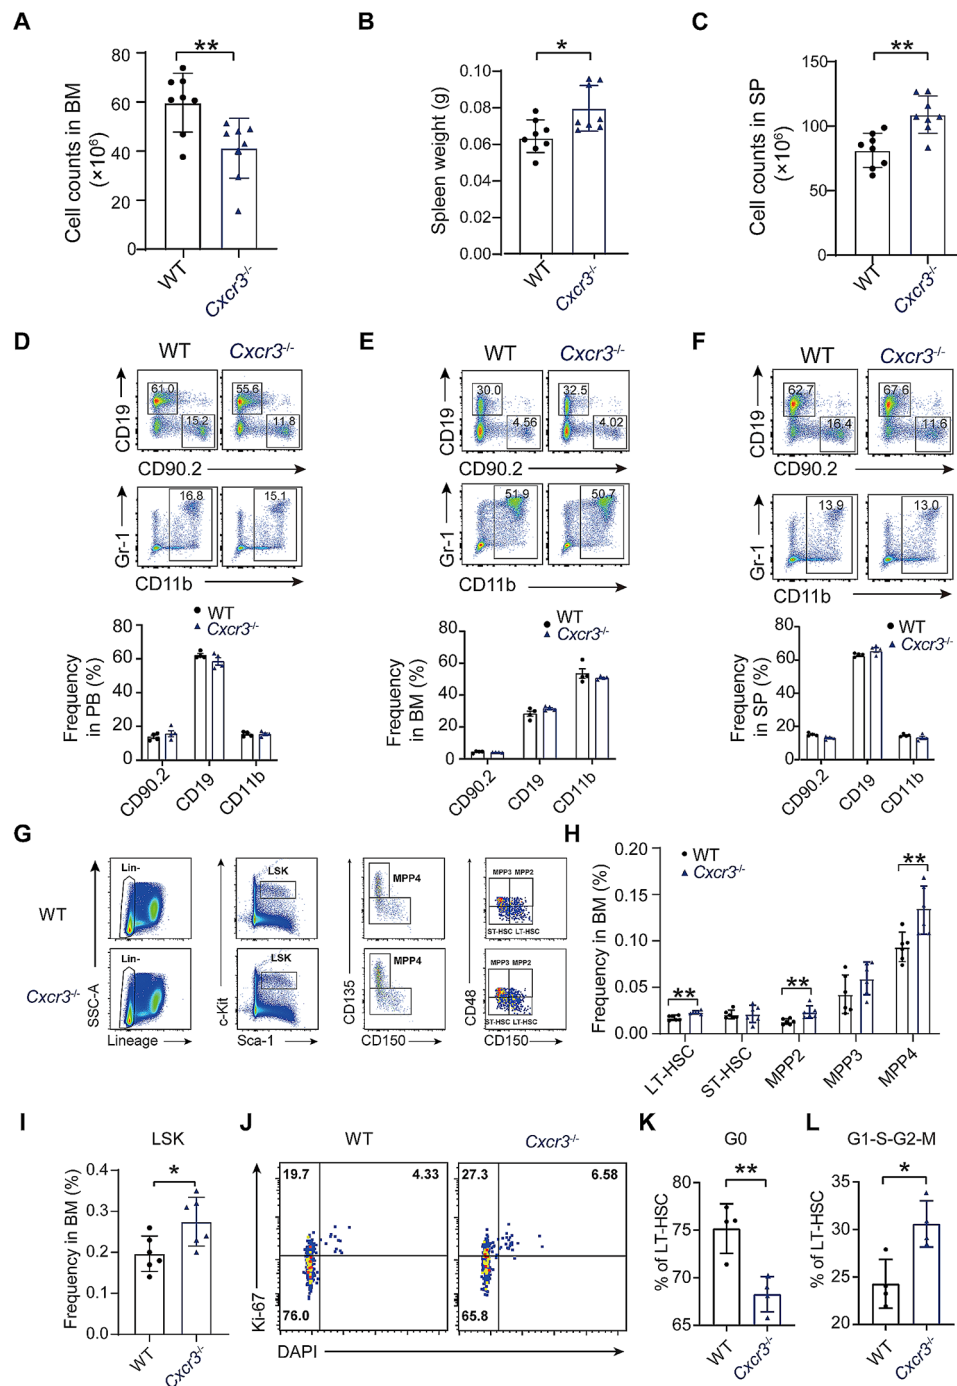 A
**
Cell counts in BM
(×10⁶)
80
60
40
20
0
WT
Cxcr3-/-
B
*
Spleen weight (g)
0.10
0.08
0.06
0.04
0.02
0.00
WT
Cxcr3-/-
C
**
Cell counts in SP
(×10⁶)
150
100
50
0
WT
Cxcr3-/-
D
WT
Cxcr3-/-
CD19
61.0
15.2
55.6
11.8
CD90.2
Gr-1
16.8
15.1
CD11b
WT
Cxcr3-/-
Frequency
in PB (%)
80
60
40
20
0
CD90.2
CD19
CD11b
E
WT
Cxcr3-/-
CD19
30.0
4.56
32.5
4.02
CD90.2
Gr-1
51.9
50.7
CD11b
WT
Cxcr3-/-
Frequency
in BM (%)
80
60
40
20
0
CD90.2
CD19
CD11b
F
WT
Cxcr3-/-
CD19
62.7
16.4
67.6
11.6
CD90.2
Gr-1
13.9
13.0
CD11b
WT
Cxcr3-/-
Frequency
in SP (%)
80
60
40
20
0
CD90.2
CD19
CD11b
G
WT
Cxcr3-/-
Lin-
LSK
MPP4
MPP3 MPP2
ST-HSC LT-HSC
Lin-
LSK
MPP4
MPP3 MPP2
ST-HSC LT-HSC
SSC-A
Lineage
c-Kit
Sca-1
CD135
CD150
CD48
CD150
H
WT
Cxcr3-/-
**
**
**
Frequency in BM (%)
0.20
0.15
0.10
0.05
0.00
LT-HSC
ST-HSC
MPP2
MPP3
MPP4
I
LSK
*
Frequency in BM (%)
0.4
0.3
0.2
0.1
0.0
WT
Cxcr3-/-
J
WT
Cxcr3-/-
19.7
4.33
76.0
27.3
6.58
65.8
Ki-67
DAPI
K
G0
**
% of LT-HSC
80
75
70
65
WT
Cxcr3-/-
L
G1-S-G2-M
*
% of LT-HSC
35
30
25
20
WT
Cxcr3-/-